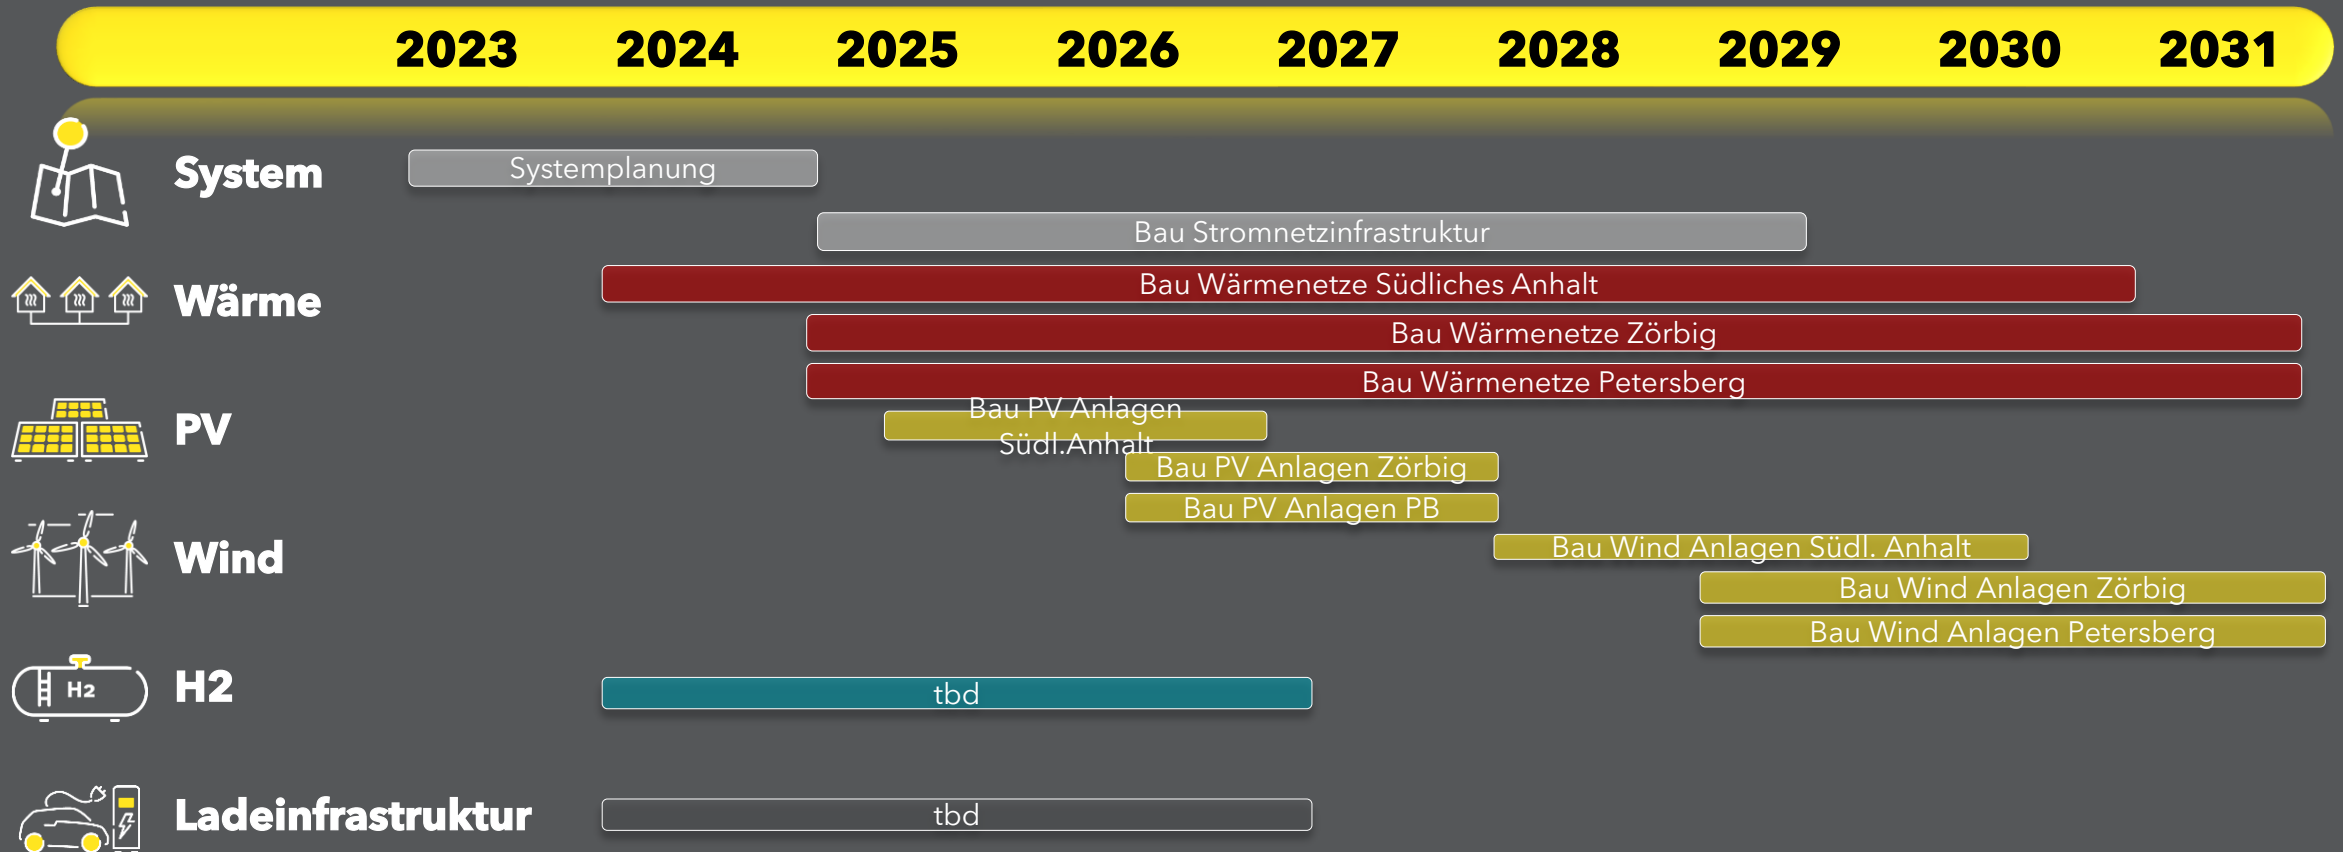 2023 2024 2025 2026 2027 2028 2029 2030 2031
System
Systemplanung
Bau Stromnetzinfrastruktur
Wärme
Bau Wärmenetze Südliches Anhalt
Bau Wärmenetze Zörbig
Bau Wärmenetze Petersberg
PV
Bau PV Anlagen
Südl.Anhalt
Bau PV Anlagen Zörbig
Bau PV Anlagen PB
Wind
Bau Wind Anlagen Südl. Anhalt
Bau Wind Anlagen Zörbig
Bau Wind Anlagen Petersberg
H2
H2
tbd
Ladeinfrastruktur
tbd